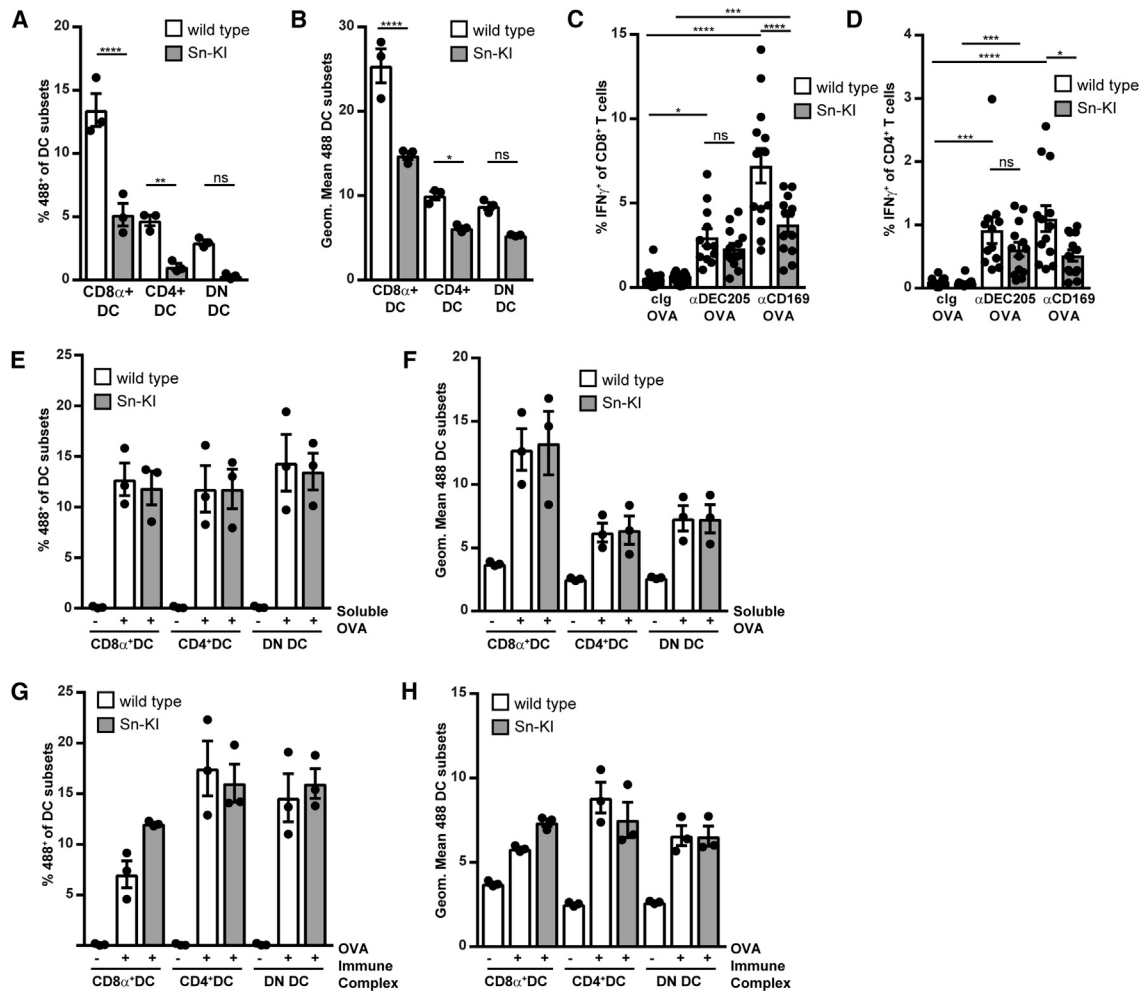 A
wild type
Sn-KI
% 488⁺ of DC subsets
15
10
5
0
****
**
ns
CD8α+ CD4+ DN
DC DC DC
B
wild type
Sn-KI
Geom. Mean 488 DC subsets
30
20
10
0
****
*
ns
CD8α+ CD4+ DN
DC DC DC
C
***
****
****
wild type
Sn-KI
% IFNγ⁺ of CD8⁺ T cells
15
10
5
0
*
ns
cIg αDEC205 αCD169
OVA OVA OVA
D
***
****
*
wild type
Sn-KI
% IFNγ⁺ of CD4⁺ T cells
4
3
2
1
0
***
ns
cIg αDEC205 αCD169
OVA OVA OVA
E
wild type
Sn-KI
% 488⁺ of DC subsets
25
20
15
10
5
0
Soluble
- + + - + + - + + OVA
CD8α⁺DC CD4⁺DC DN DC
F
wild type
Sn-KI
Geom. Mean 488 DC subsets
20
15
10
5
0
Soluble
- + + - + + - + + OVA
CD8α⁺DC CD4⁺DC DN DC
G
wild type
Sn-KI
% 488⁺ of DC subsets
25
20
15
10
5
OVA
- + + - + + - + + Immune
CD8α⁺DC CD4⁺DC DN DC Complex
H
wild type
Sn-KI
Geom. Mean 488 DC subsets
15
10
5
0
OVA
- + + - + + - + + Immune
CD8α⁺DC CD4⁺DC DN DC Complex